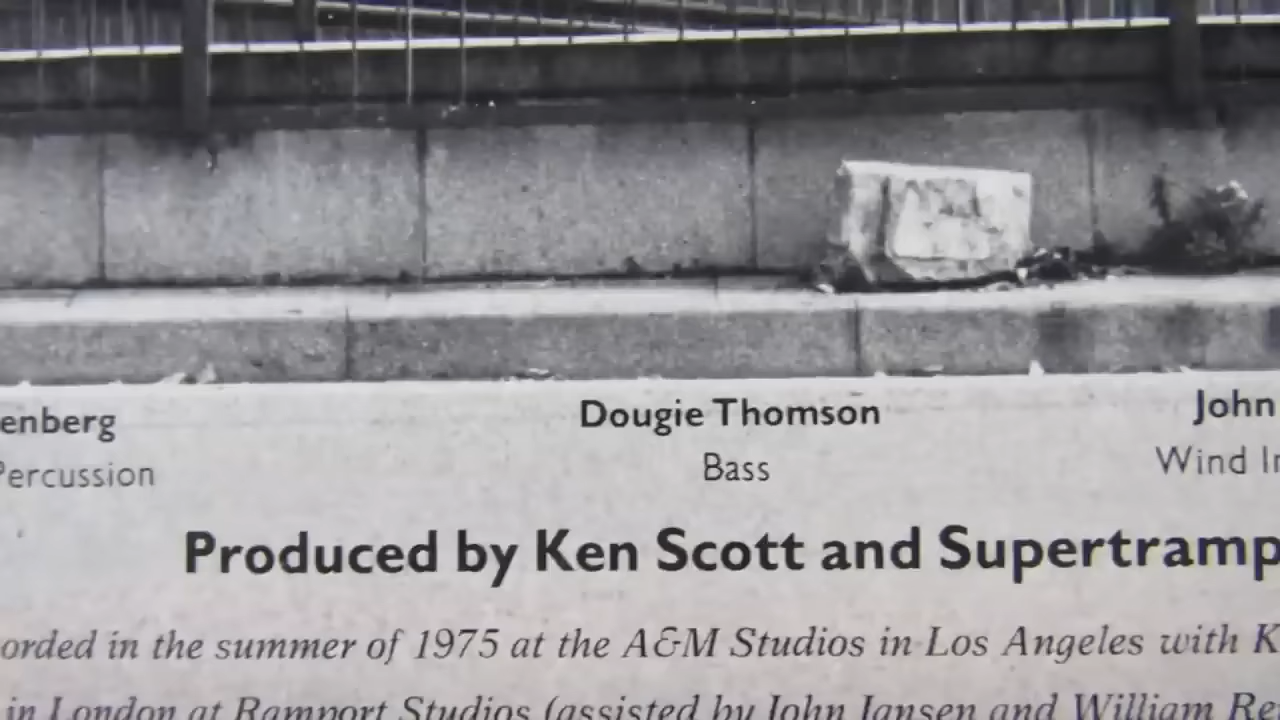 enberg Dougie Thomson John
Percussion Bass Wind In
Produced by Ken Scott and Supertramp
orded in the summer of 1975 at the A&M Studios in Los Angeles with K
in London at Ramport Studios (assisted by John Jansen and William Re